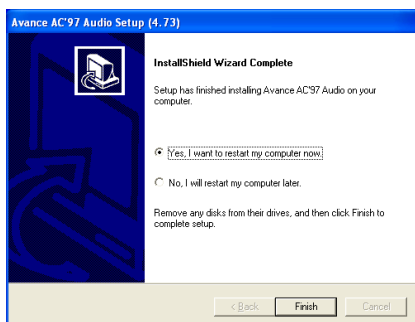 Avance AC'97 Audio Setup (4.73)
InstallShield Wizard Complete
Setup has finished installing Avance AC'97 Audio on your
computer.
Yes, I want to restart my computer now.
No, I will restart my computer later.
Remove any disks from their drives, and then click Finish to
complete setup.
< Back Finish Cancel